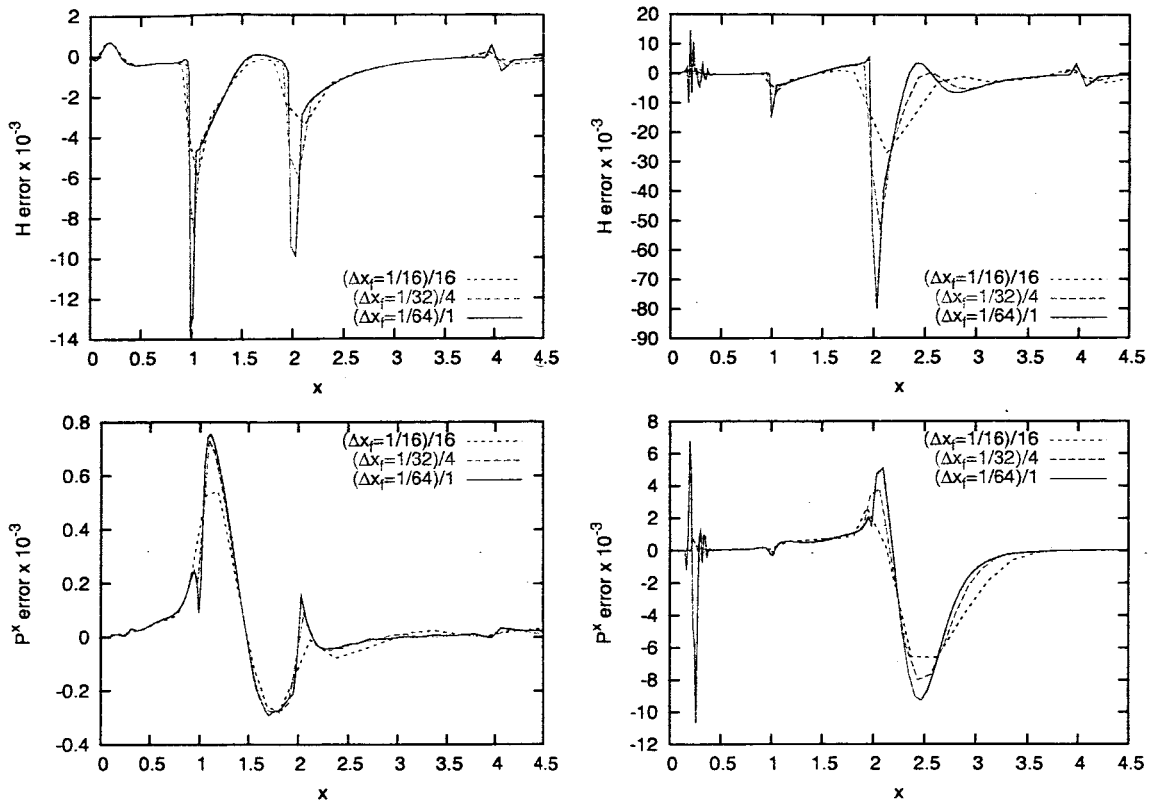 2
0
-2
-4
-6
-8
-10
-12
-14
H error x 10⁻³
(Δx_f=1/16)/16
(Δx_f=1/32)/4
(Δx_f=1/64)/1
0 0.5 1 1.5 2 2.5 3 3.5 4 4.5
x
20
10
0
-10
-20
-30
-40
-50
-60
-70
-80
-90
H error x 10⁻³
(Δx_f=1/16)/16
(Δx_f=1/32)/4
(Δx_f=1/64)/1
0 0.5 1 1.5 2 2.5 3 3.5 4 4.5
x
0.8
0.6
0.4
0.2
0
-0.2
-0.4
Pˣ error x 10⁻³
(Δx_f=1/16)/16
(Δx_f=1/32)/4
(Δx_f=1/64)/1
0 0.5 1 1.5 2 2.5 3 3.5 4 4.5
x
8
6
4
2
0
-2
-4
-6
-8
-10
-12
Pˣ error x 10⁻³
(Δx_f=1/16)/16
(Δx_f=1/32)/4
(Δx_f=1/64)/1
0 0.5 1 1.5 2 2.5 3 3.5 4 4.5
x